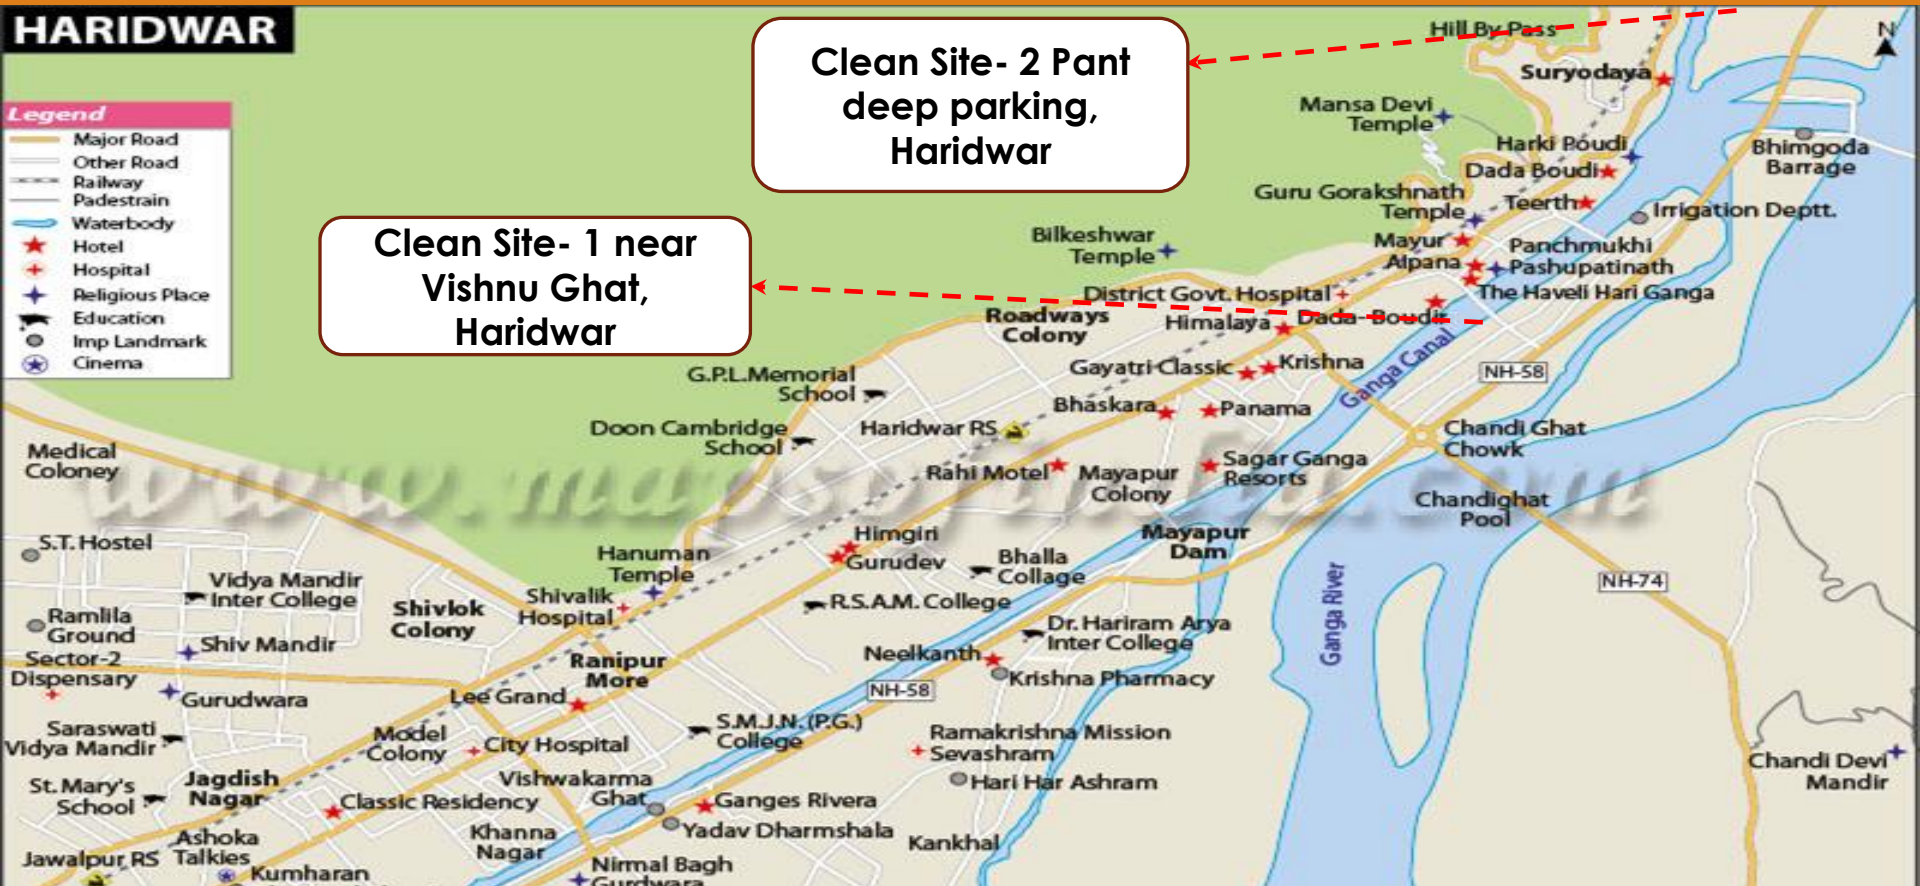 HARIDWAR
Clean Site- 2 Pant
deep parking,
Haridwar
Clean Site- 1 near
Vishnu Ghat,
Haridwar
Legend
Major Road
Other Road
Railway
Padestrain
Waterbody
Hotel
Hospital
Religious Place
Education
Imp Landmark
Cinema
N
Hill By Pass
Suryodaya
Mansa Devi
Temple
Harki Poudi
Bhimgoda
Barrage
Dada Boudi
Guru Gorakshnath
Temple
Teerth
Irrigation Deptt.
Bilkeshwar
Temple
Mayur
Alpana
Panchmukhi
Pashupatinath
The Haveli Hari Ganga
District Govt. Hospital
Roadways
Colony
Himalaya
Dada-Boudir
Ganga Canal
NH-58
G.P.L.Memorial
School
Gayatri Classic
Krishna
Doon Cambridge
School
Haridwar RS
Bhaskara
Panama
Chandi Ghat
Chowk
Medical
Coloney
Rahi Motel
Mayapur
Colony
Sagar Ganga
Resorts
www.mapsofindia.com
Chandighat
Pool
S.T. Hostel
Himgiri
Gurudev
Hanuman
Temple
Bhalla
Collage
Mayapur
Dam
Ganga River
NH-74
Vidya Mandir
Inter College
Shivlok
Colony
Shivalik
Hospital
R.S.A.M. College
Ramlila
Ground
Shiv Mandir
Dr. Hariram Arya
Inter College
Sector-2
Dispensary
Ranipur
More
Neelkanth
Krishna Pharmacy
Gurudwara
Lee Grand
NH-58
Saraswati
Vidya Mandir
Model
Colony
City Hospital
S.M.J.N. (P.G.)
College
Ramakrishna Mission
Sevashram
Chandi Devi
Mandir
St. Mary's
School
Jagdish
Nagar
Vishwakarma
Ghat
Hari Har Ashram
Classic Residency
Ganges Rivera
Ashoka
Talkies
Khanna
Nagar
Yadav Dharmshala
Kankhal
Jawalpur RS
Kumharan
Nirmal Bagh
Gurdwara